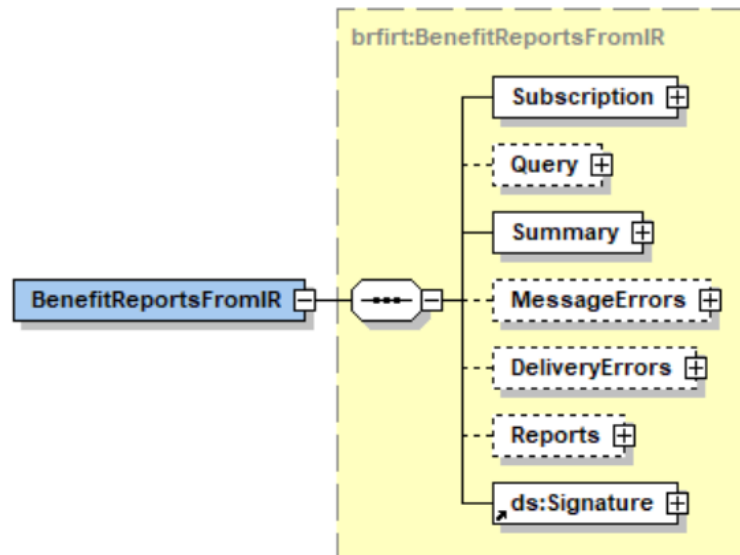 brfirt:BenefitReportsFromIR
Subscription
Query
Summary
BenefitReportsFromIR
MessageErrors
DeliveryErrors
Reports
ds:Signature